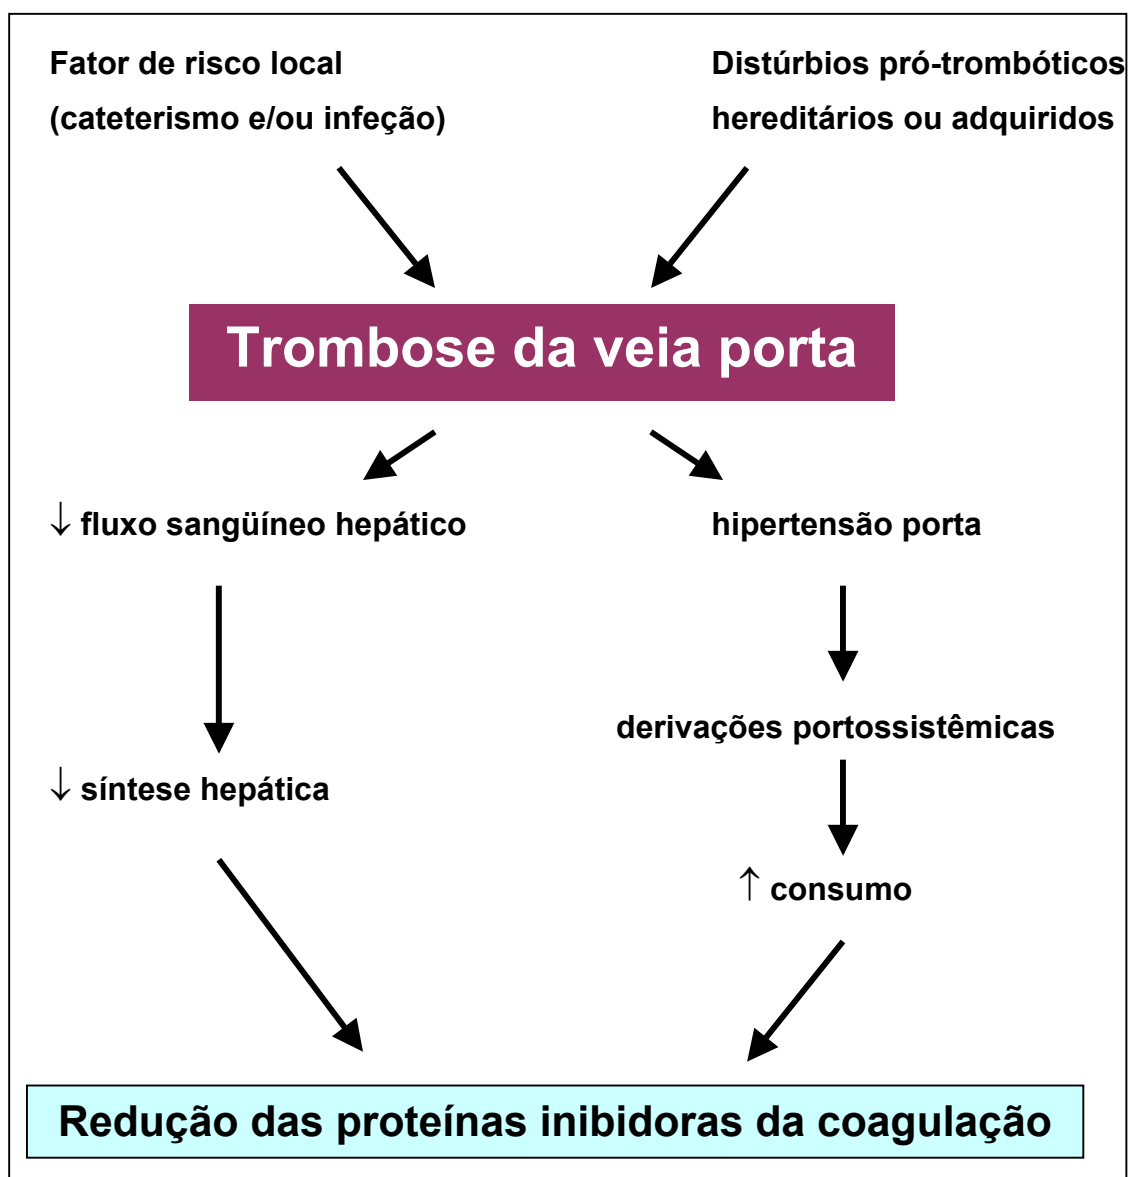 Fator de risco local
(cateterismo e/ou infeção)
Distúrbios pró-trombóticos
hereditários ou adquiridos
Trombose da veia porta
↓ fluxo sangüíneo hepático
hipertensão porta
derivações portossistêmicas
↓ síntese hepática
↑ consumo
Redução das proteínas inibidoras da coagulação